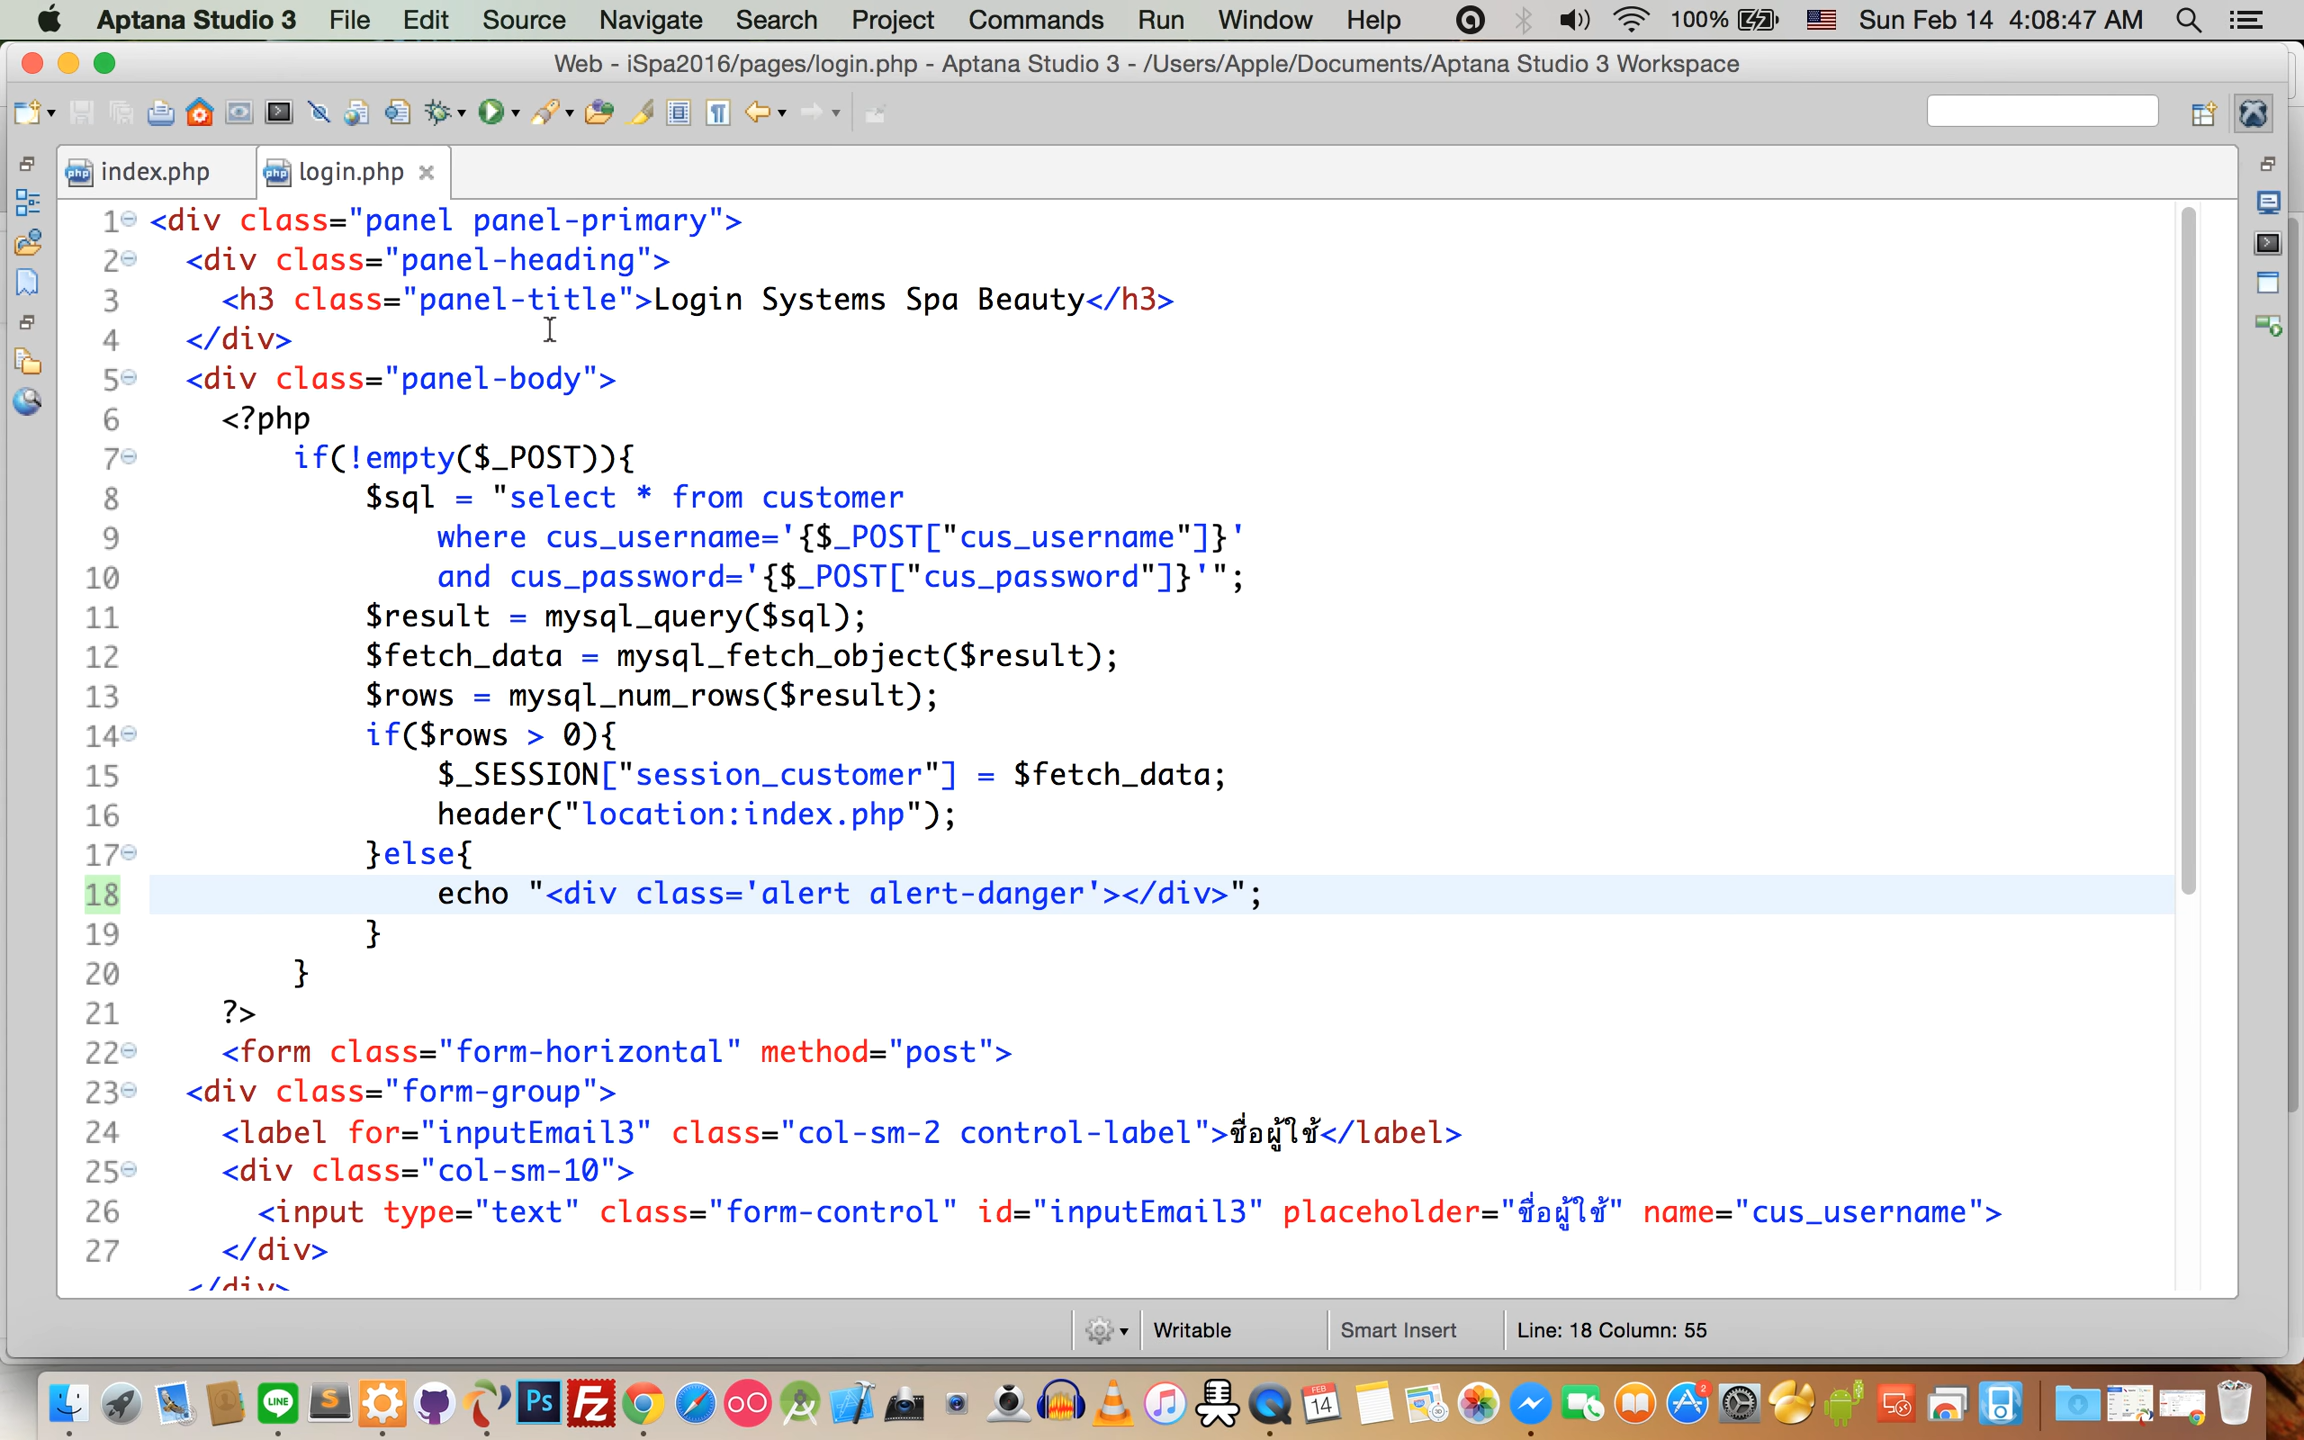 Aptana Studio 3 File Edit Source Navigate Search Project Commands Run Window Help 100% Sun Feb 14 4:08:47 AM
Web - iSpa2016/pages/login.php - Aptana Studio 3 - /Users/Apple/Documents/Aptana Studio 3 Workspace
index.php login.php
1 <div class="panel panel-primary">
2 <div class="panel-heading">
3 <h3 class="panel-title">Login Systems Spa Beauty</h3>
4 </div>
5 <div class="panel-body">
6 <?php
7 if(!empty($_POST)){
8 $sql = "select * from customer
9 where cus_username='{$_POST["cus_username"]}'
10 and cus_password='{$_POST["cus_password"]}'";
11 $result = mysql_query($sql);
12 $fetch_data = mysql_fetch_object($result);
13 $rows = mysql_num_rows($result);
14 if($rows > 0){
15 $_SESSION["session_customer"] = $fetch_data;
16 header("location:index.php");
17 }else{
18 echo "<div class='alert alert-danger'></div>";
19 }
20 }
21 ?>
22 <form class="form-horizontal" method="post">
23 <div class="form-group">
24 <label for="inputEmail3" class="col-sm-2 control-label">ชื่อผู้ใช้</label>
25 <div class="col-sm-10">
26 <input type="text" class="form-control" id="inputEmail3" placeholder="ชื่อผู้ใช้" name="cus_username">
27 </div>
</div>
Writable Smart Insert Line: 18 Column: 55
LINE Ps Fz FEB 14 2